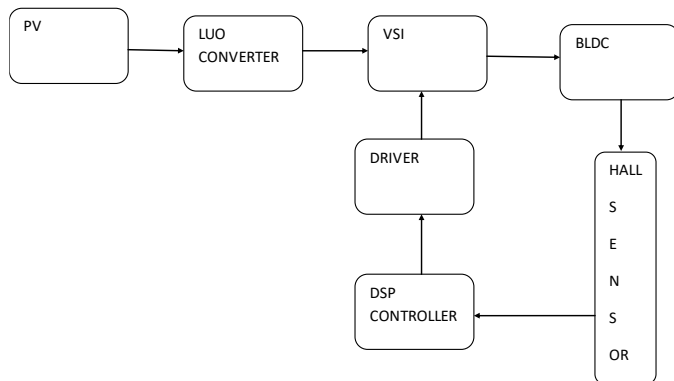 PV
LUO
CONVERTER
VSI
BLDC
DRIVER
HALL
S
E
N
S
OR
DSP
CONTROLLER